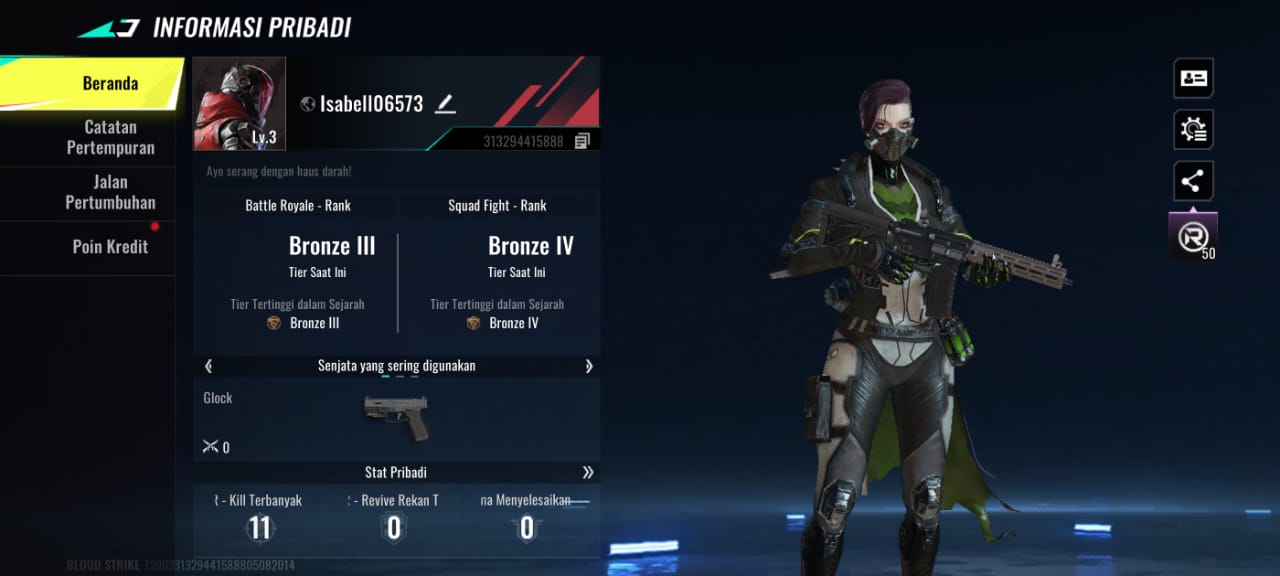 INFORMASI PRIBADI
Beranda
Catatan
Pertempuran
Jalan
Pertumbuhan
Poin Kredit
Lv.3
Isabell06573
313294415888
Ayo serang dengan haus darah!
Battle Royale - Rank
Squad Fight - Rank
Bronze III
Bronze IV
Tier Saat Ini
Tier Saat Ini
Tier Tertinggi dalam Sejarah
Tier Tertinggi dalam Sejarah
Bronze III
Bronze IV
Senjata yang sering digunakan
Glock
0
Stat Pribadi
- Kill Terbanyak
- Revive Rekan T
na Menyelesaikan
11
0
0
R
50
BLOOD STRIKE 1200331329441588805082014